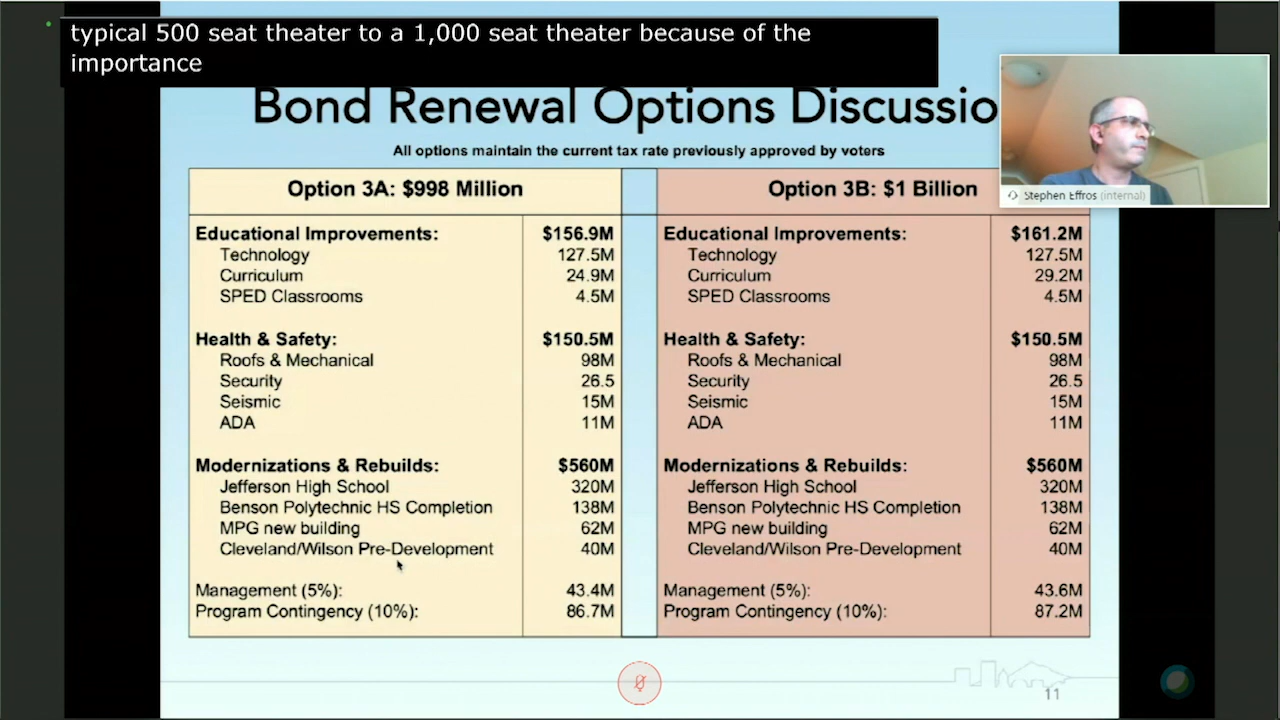 typical 500 seat theater to a 1,000 seat theater because of the
importance
Bond Renewal Options Discussio
All options maintain the current tax rate previously approved by voters
Stephen Effros (internal)
Option 3A: $998 Million
Educational Improvements: $156.9M
Technology 127.5M
Curriculum 24.9M
SPED Classrooms 4.5M
Health & Safety: $150.5M
Roofs & Mechanical 98M
Security 26.5
Seismic 15M
ADA 11M
Modernizations & Rebuilds: $560M
Jefferson High School 320M
Benson Polytechnic HS Completion 138M
MPG new building 62M
Cleveland/Wilson Pre-Development 40M
Management (5%): 43.4M
Program Contingency (10%): 86.7M
Option 3B: $1 Billion
Educational Improvements: $161.2M
Technology 127.5M
Curriculum 29.2M
SPED Classrooms 4.5M
Health & Safety: $150.5M
Roofs & Mechanical 98M
Security 26.5
Seismic 15M
ADA 11M
Modernizations & Rebuilds: $560M
Jefferson High School 320M
Benson Polytechnic HS Completion 138M
MPG new building 62M
Cleveland/Wilson Pre-Development 40M
Management (5%): 43.6M
Program Contingency (10%): 87.2M
11